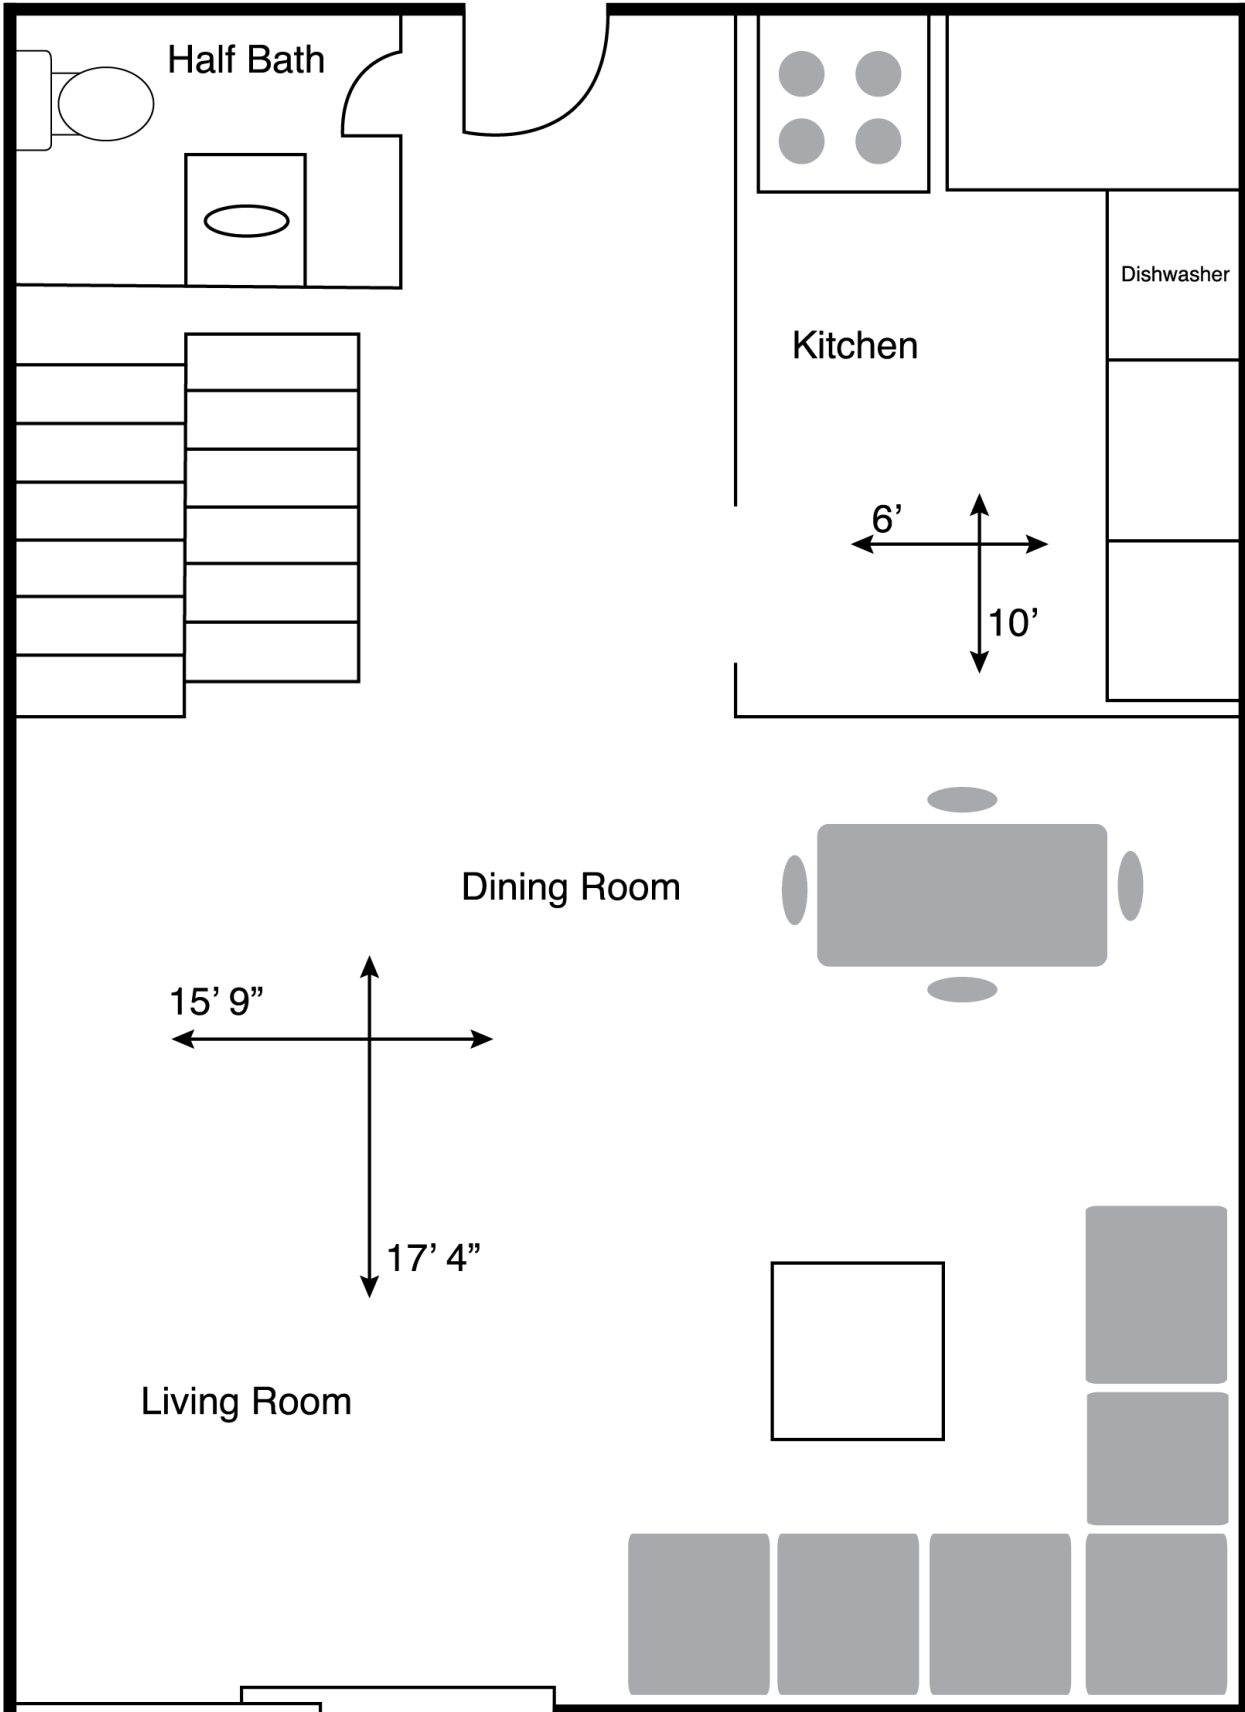 Half Bath
Dishwasher
Kitchen
6’
10’
Dining Room
15’ 9”
17’ 4”
Living Room